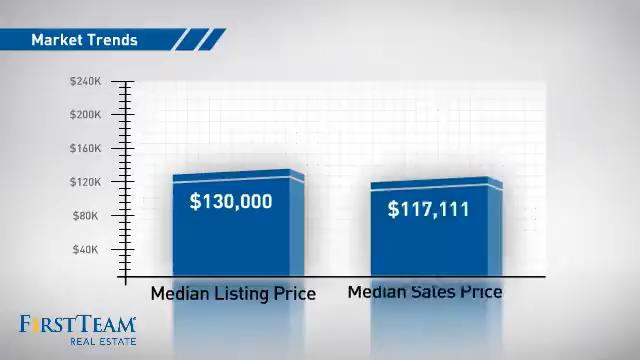 Market Trends
$240K
$200K
$160K
$120K
$80K
$40K
$130,000
$117,111
Median Listing Price
Median Sales Price
FIRSTTEAM®
REAL ESTATE